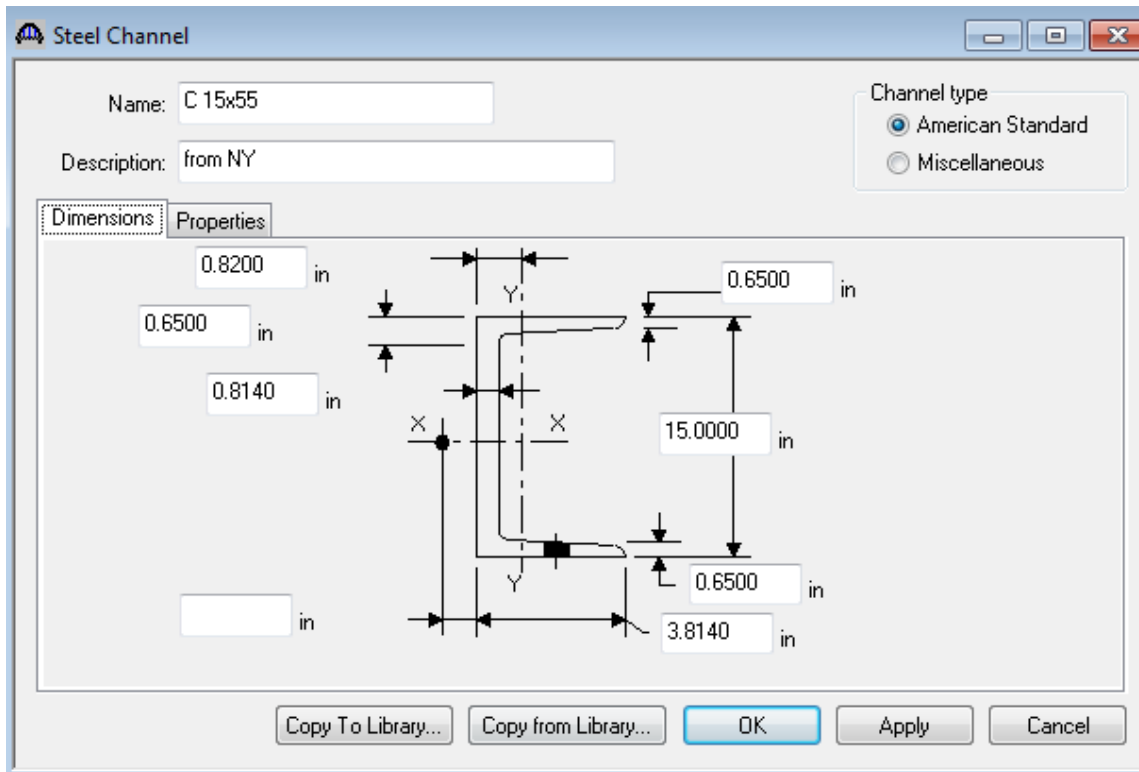 Steel Channel
Name: C 15x55
Description: from NY
Channel type
American Standard
Miscellaneous
Dimensions Properties
0.8200 in
Y
0.6500 in
0.6500 in
0.8140 in
X X
15.0000 in
Y
0.6500 in
in
3.8140 in
Copy To Library... Copy from Library... OK Apply Cancel